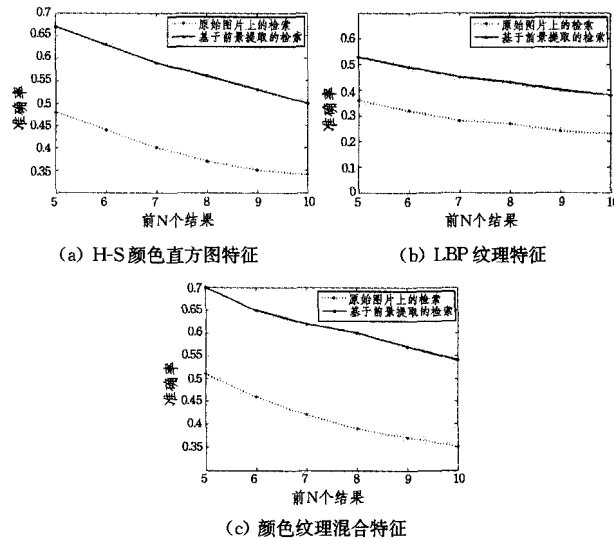 0.7
0.65
0.6
0.55
0.5
0.45
0.4
0.35
准确率
原始图片上的检索
基于前景提取的检索
5 6 7 8 9 10
前N个结果
(a) H-S颜色直方图特征
0.6
0.5
0.4
0.3
0.2
0.1
0
准确率
原始图片上的检索
基于前景提取的检索
5 6 7 8 9 10
前N个结果
(b) LBP纹理特征
0.7
0.65
0.6
0.55
0.5
0.45
0.4
0.35
准确率
原始图片上的检索
基于前景提取的检索
5 6 7 8 9 10
前N个结果
(c) 颜色纹理混合特征